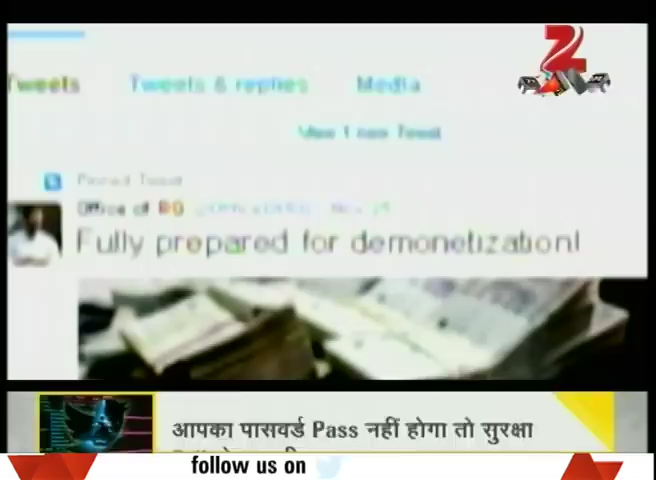 Tweets Tweets & replies Media
View 1 new Tweet
Pinned Tweet
Office of RG
Fully prepared for demonetization!
आपका पासवर्ड Pass नहीं होगा तो सुरक्षा
follow us on